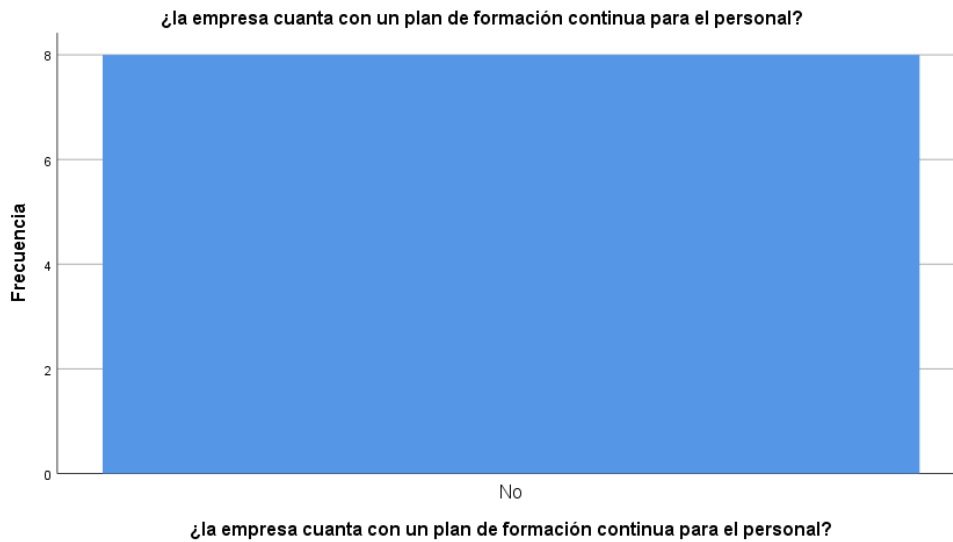 ¿la empresa cuanta con un plan de formación continua para el personal?
8
6
4
2
0
Frecuencia
No
¿la empresa cuanta con un plan de formación continua para el personal?